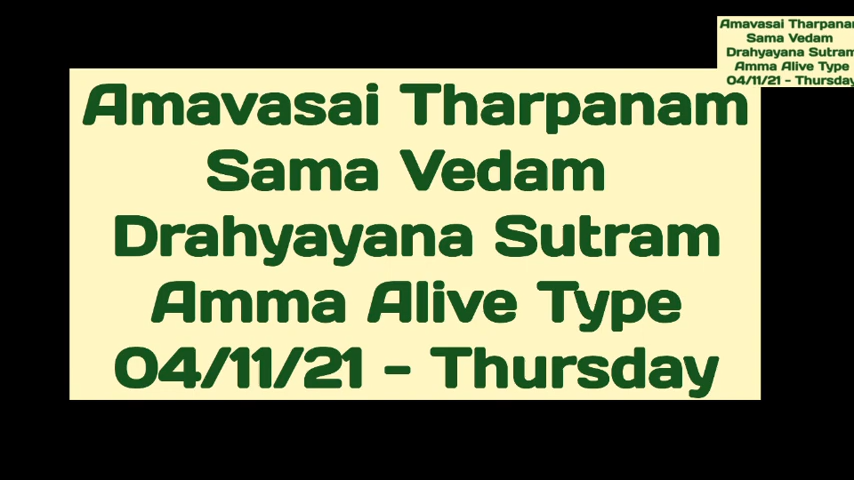 Amavasai Tharpanam
Sama Vedam
Drahyayana Sutram
Amma Alive Type
04/11/21 - Thursday
Amavasai Tharpanam
Sama Vedam
Drahyayana Sutram
Amma Alive Type
04/11/21 - Thursday